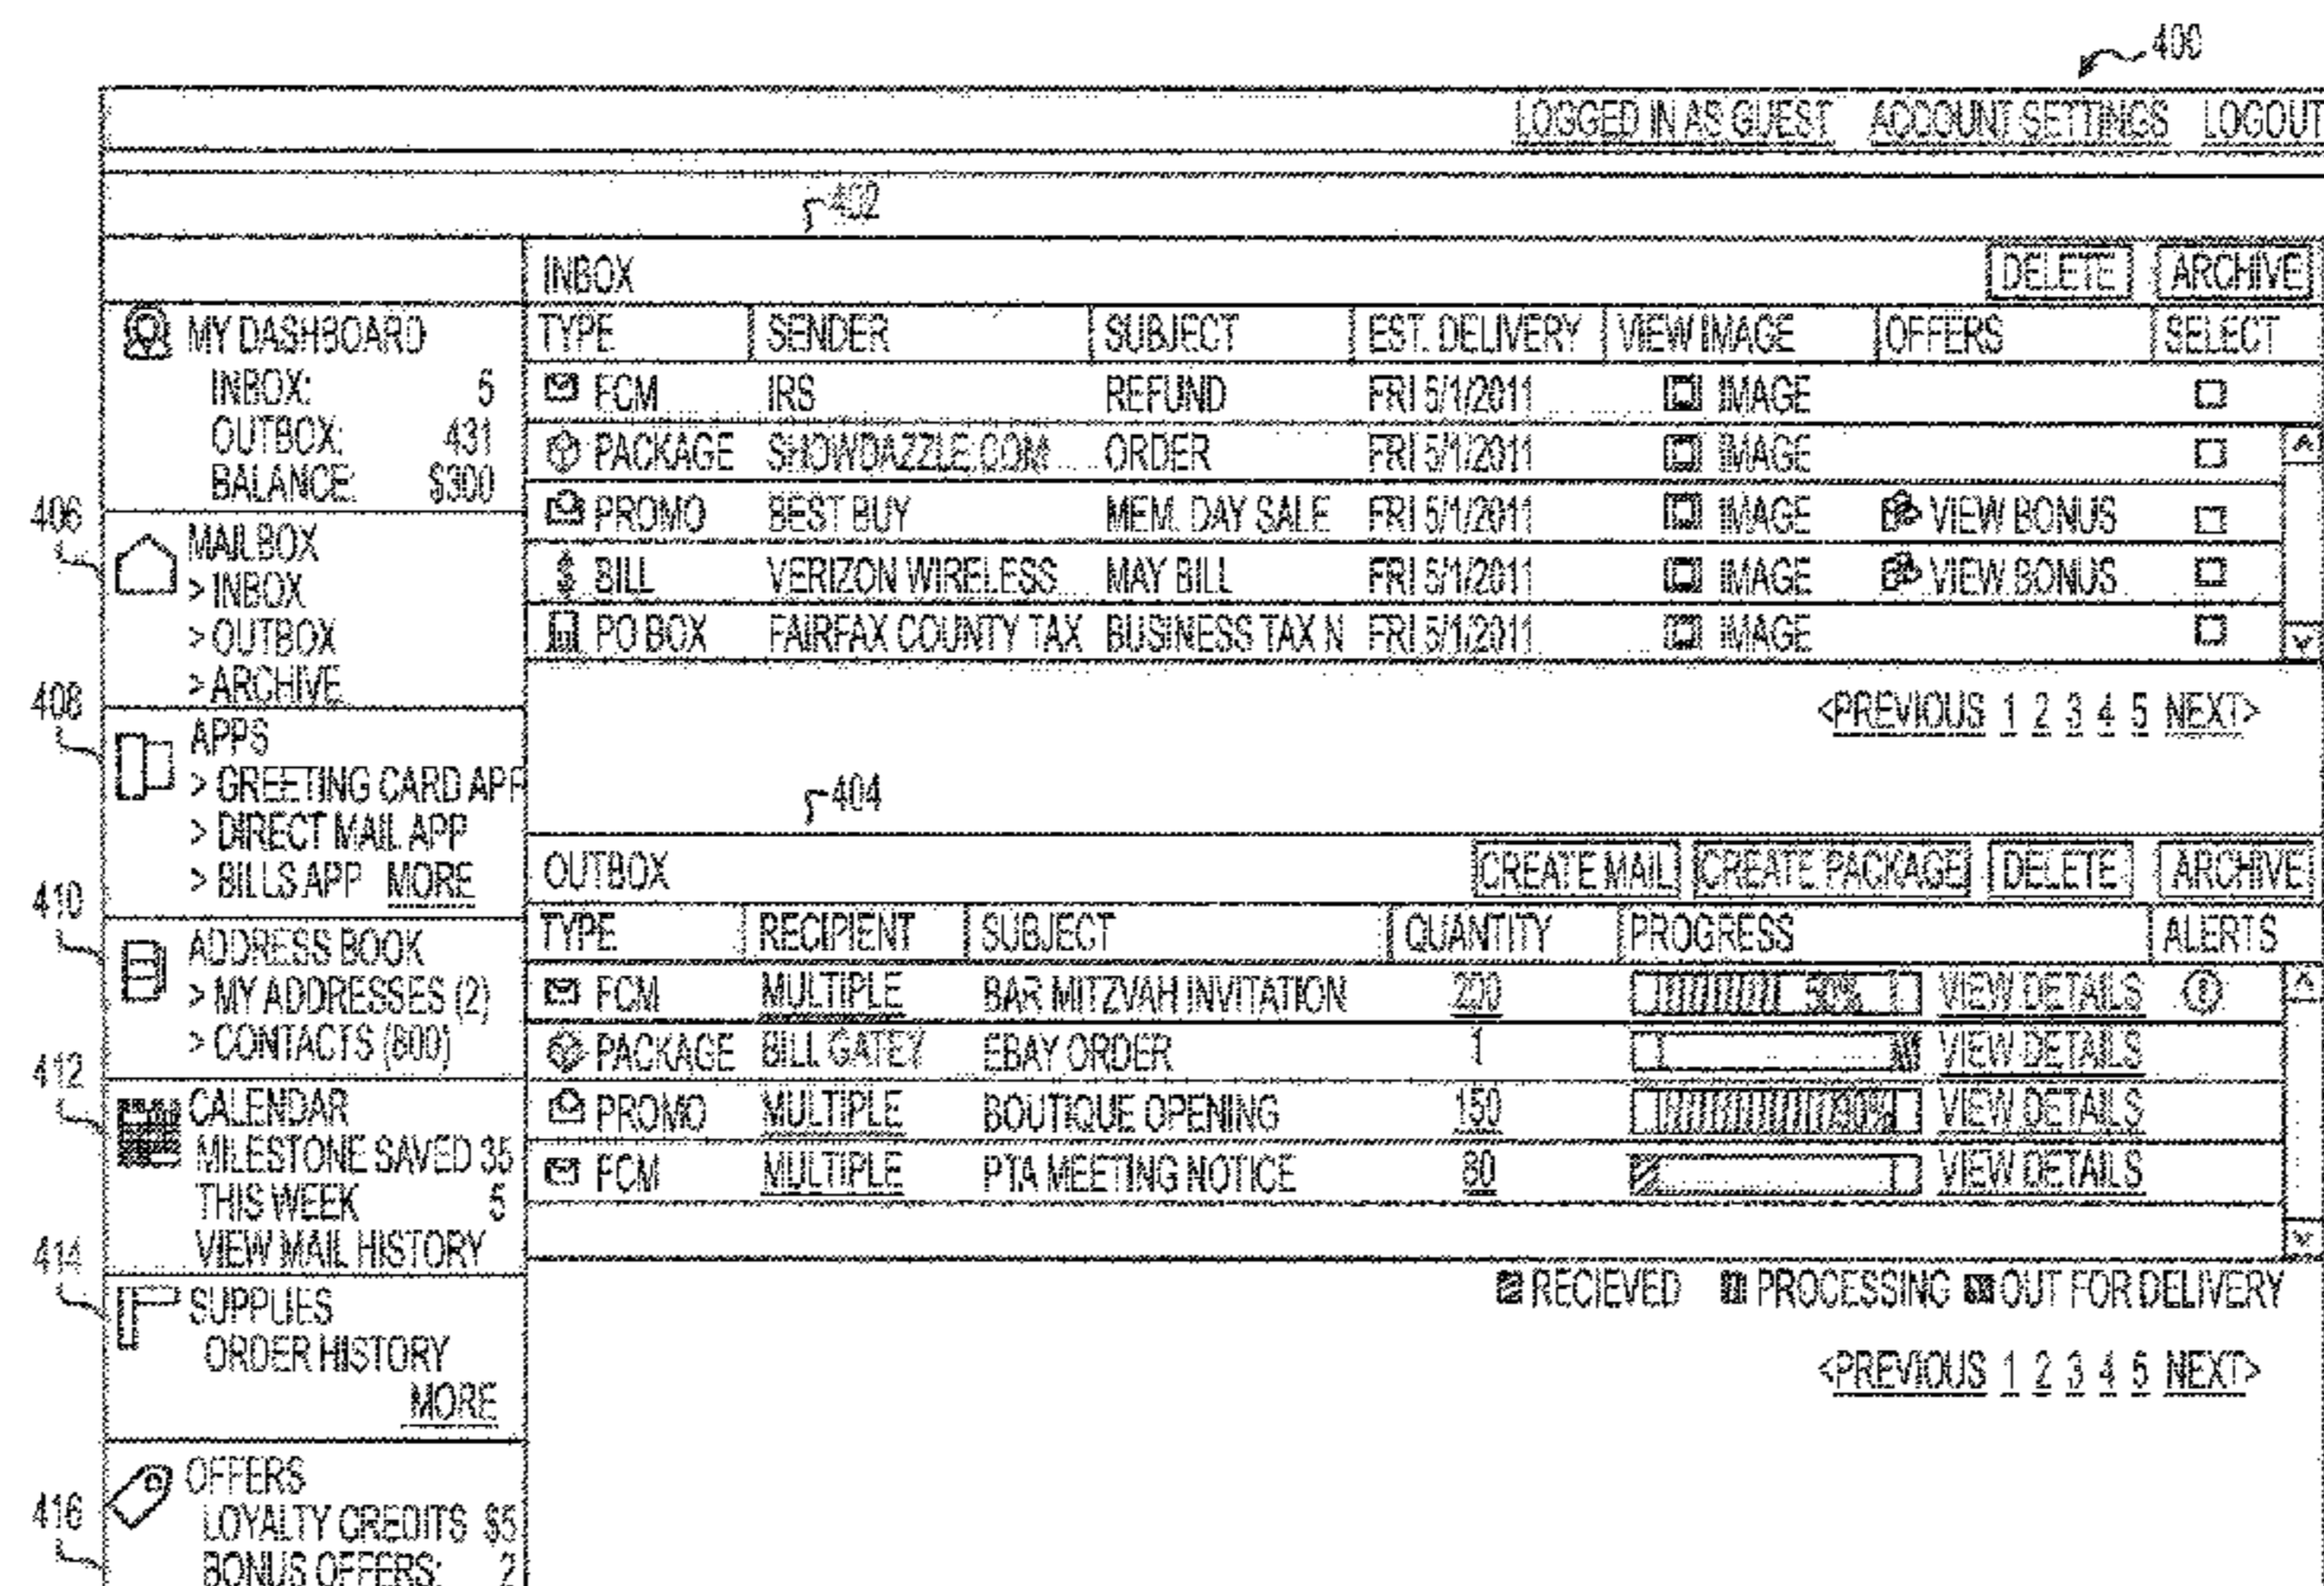 400
LOGGED IN AS GUEST ACCOUNT SETTINGS LOGOUT
402
INBOX DELETE ARCHIVE
MY DASHBOARD
INBOX: 5
OUTBOX: 431
BALANCE: $300
TYPE SENDER SUBJECT EST. DELIVERY VIEW IMAGE OFFERS SELECT
FCM IRS REFUND FRI 5/1/2011 IMAGE
PACKAGE SHOWDAZZLE.COM ORDER FRI 5/1/2011 IMAGE
PROMO BEST BUY MEM. DAY SALE FRI 5/1/2011 IMAGE VIEW BONUS
BILL VERIZON WIRELESS MAY BILL FRI 5/1/2011 IMAGE VIEW BONUS
PO BOX FAIRFAX COUNTY TAX BUSINESS TAX N FRI 5/1/2011 IMAGE
<PREVIOUS 1 2 3 4 5 NEXT>
406
MAILBOX
> INBOX
> OUTBOX
> ARCHIVE
408
APPS
> GREETING CARD APP
> DIRECT MAIL APP
> BILLS APP MORE
404
OUTBOX CREATE MAIL CREATE PACKAGE DELETE ARCHIVE
TYPE RECIPIENT SUBJECT QUANTITY PROGRESS ALERTS
FCM MULTIPLE BAR MITZVAH INVITATION 200 50% VIEW DETAILS
PACKAGE BILL GATEY EBAY ORDER 1 VIEW DETAILS
PROMO MULTIPLE BOUTIQUE OPENING 150 VIEW DETAILS
FCM MULTIPLE PTA MEETING NOTICE 80 VIEW DETAILS
RECIEVED PROCESSING OUT FOR DELIVERY
<PREVIOUS 1 2 3 4 5 NEXT>
410
ADDRESS BOOK
> MY ADDRESSES (2)
> CONTACTS (800)
412
CALENDAR
MILESTONE SAVED 35
THIS WEEK 5
VIEW MAIL HISTORY
414
SUPPLIES
ORDER HISTORY
MORE
416
OFFERS
LOYALTY CREDITS $5
BONUS OFFERS: 2